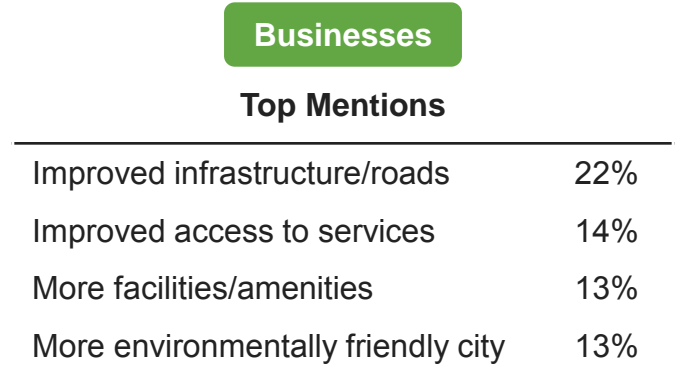 Businesses
Top Mentions
Improved infrastructure/roads 22%
Improved access to services 14%
More facilities/amenities 13%
More environmentally friendly city 13%